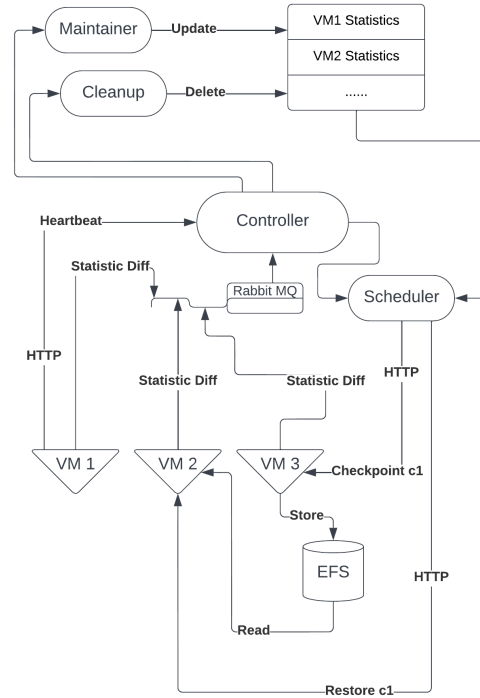 Maintainer
Update
VM1 Statistics
VM2 Statistics
Cleanup
Delete
......
Heartbeat
Controller
Statistic Diff
Rabbit MQ
Scheduler
HTTP
HTTP
Statistic Diff
Statistic Diff
VM 1
VM 2
VM 3
Checkpoint c1
Store
EFS
HTTP
Read
Restore c1